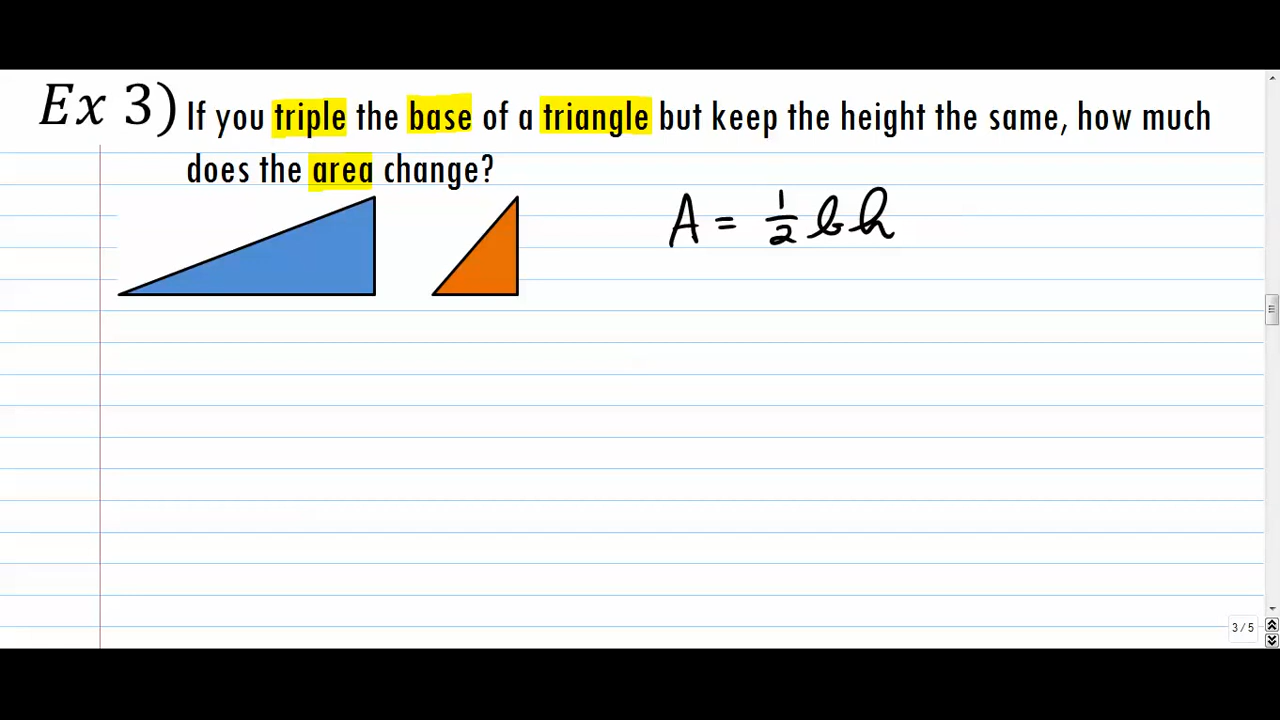 Ex 3) If you triple the base of a triangle but keep the height the same, how much
does the area change?
A = 1/2 bh
3 / 5